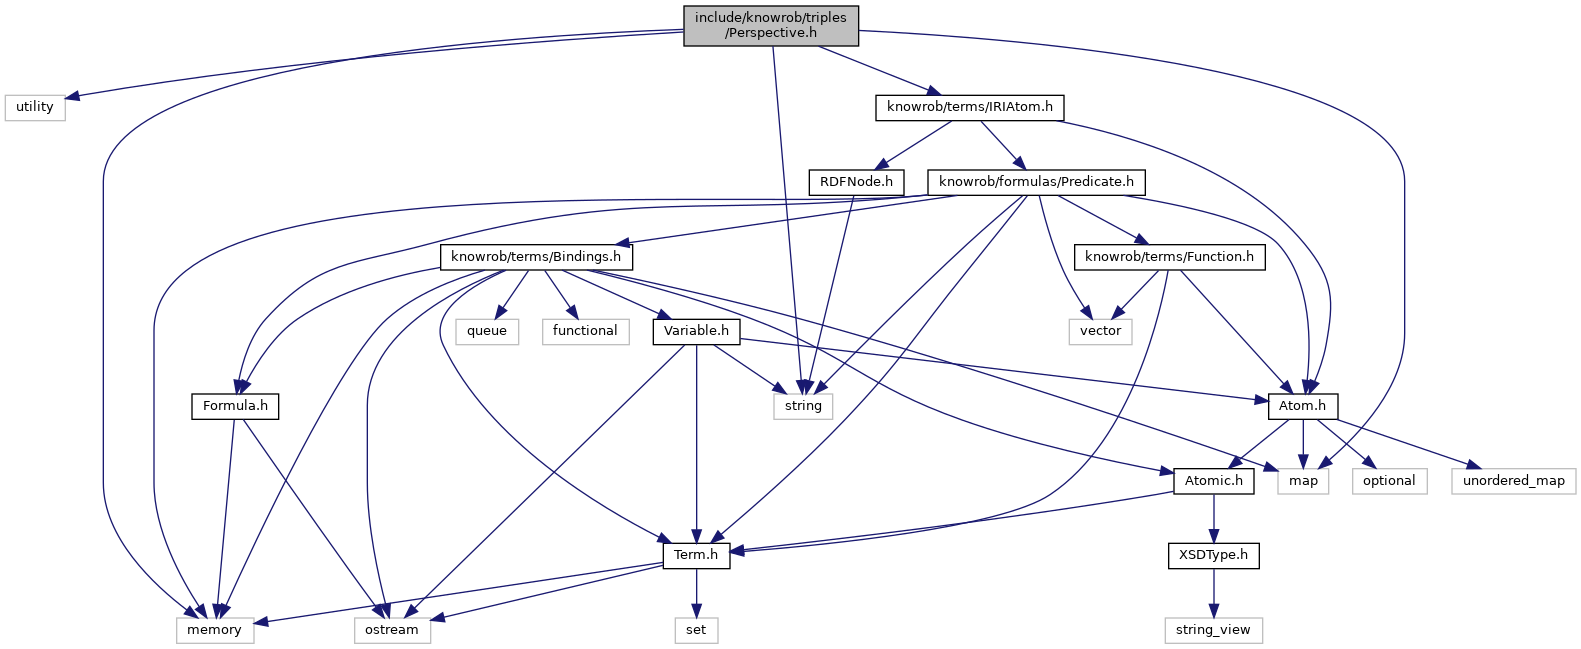 include/knowrob/triples
/Perspective.h
utility
knowrob/terms/IRIAtom.h
RDFNode.h
knowrob/formulas/Predicate.h
knowrob/terms/Bindings.h
knowrob/terms/Function.h
queue
functional
Variable.h
vector
Formula.h
string
Atom.h
Atomic.h
map
optional
unordered_map
Term.h
XSDType.h
memory
ostream
set
string_view